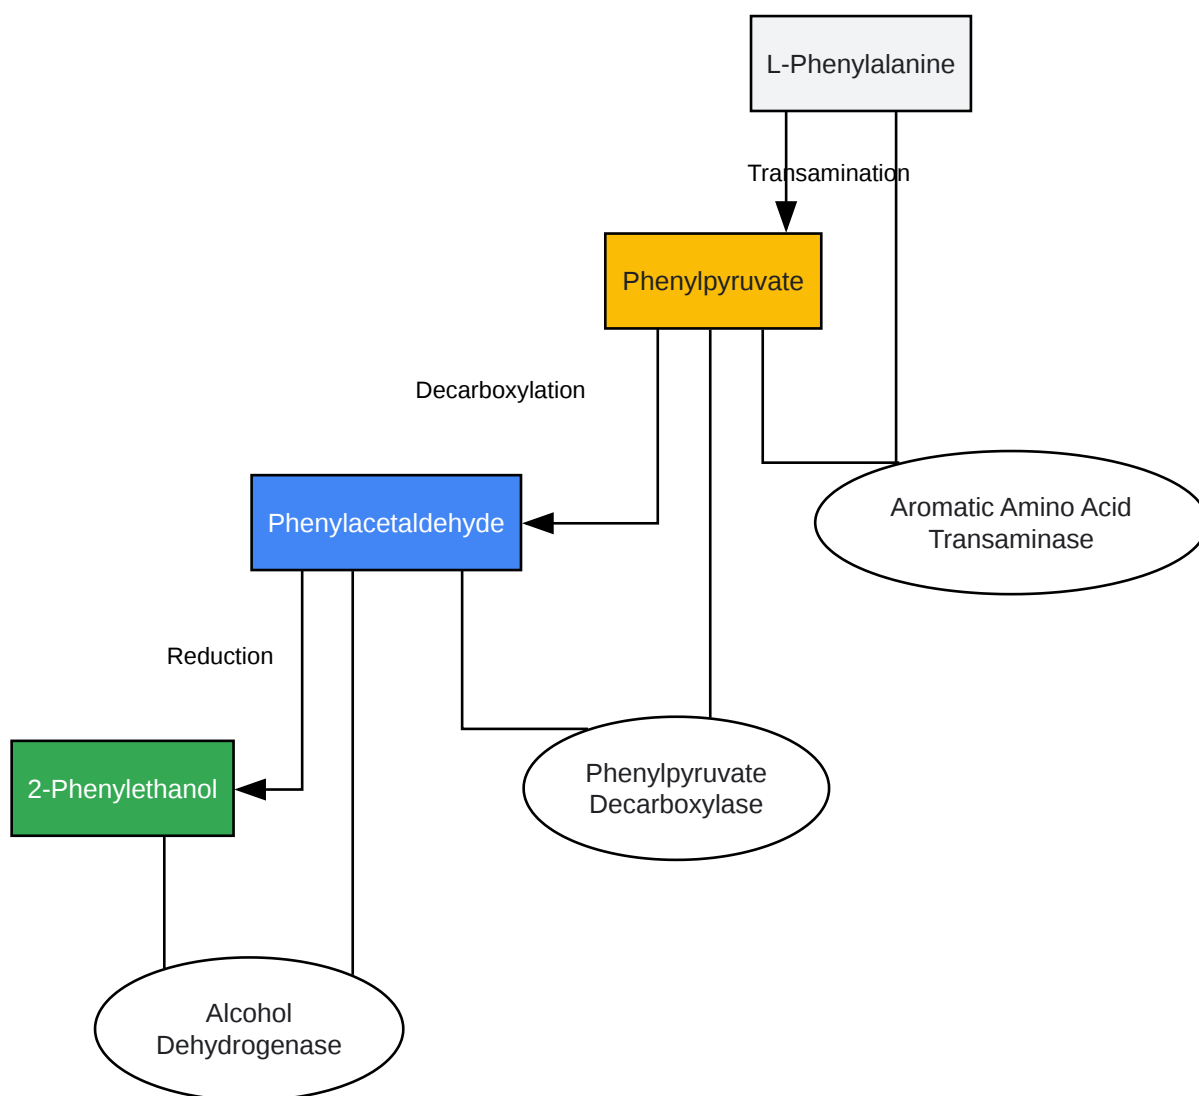 L-Phenylalanine
Transamination
Phenylpyruvate
Decarboxylation
Phenylacetaldehyde
Aromatic Amino Acid
Transaminase
Reduction
2-Phenylethanol
Phenylpyruvate
Decarboxylase
Alcohol
Dehydrogenase